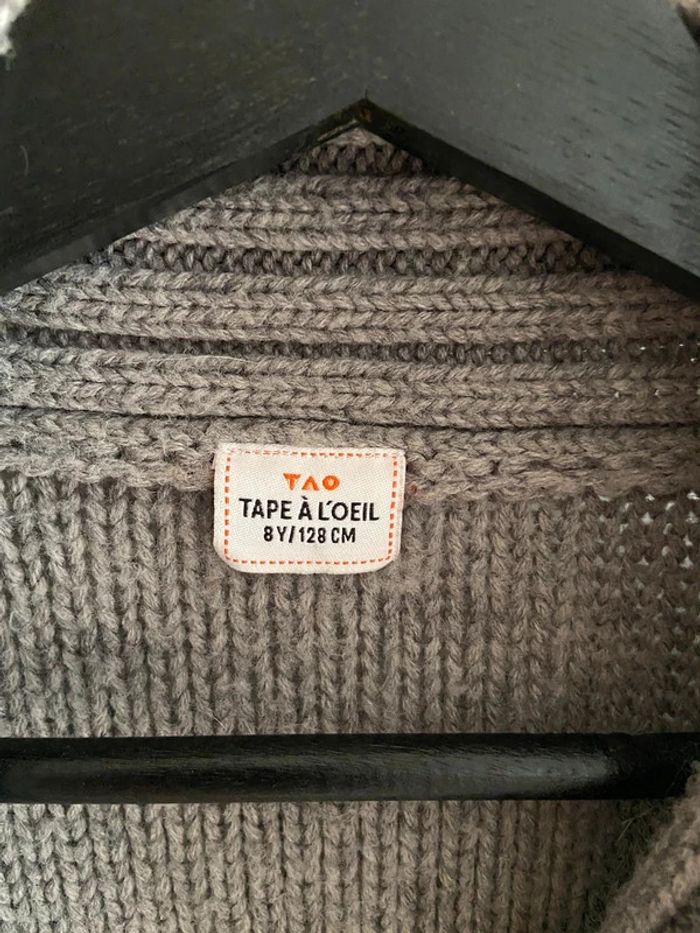 TAO
TAPE À L'OEIL
8Y/128 CM